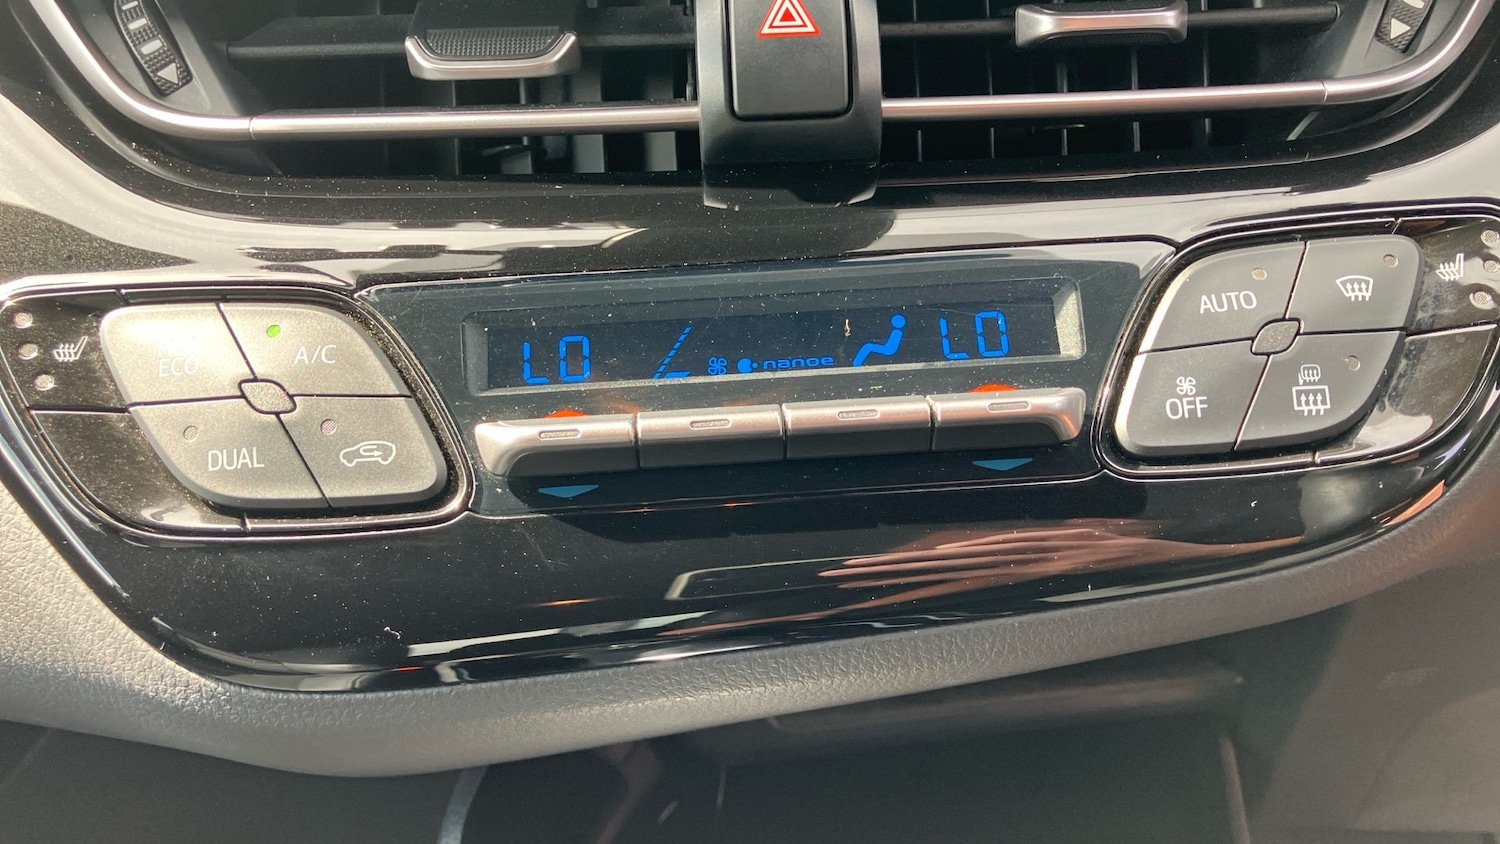 LO nanoe LO
ECO
A/C
DUAL
AUTO
OFF